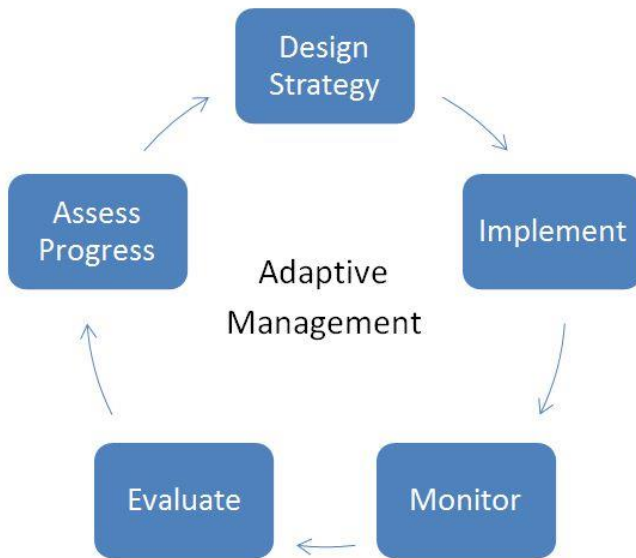 Design
Strategy
Implement
Monitor
Evaluate
Assess
Progress
Adaptive
Management